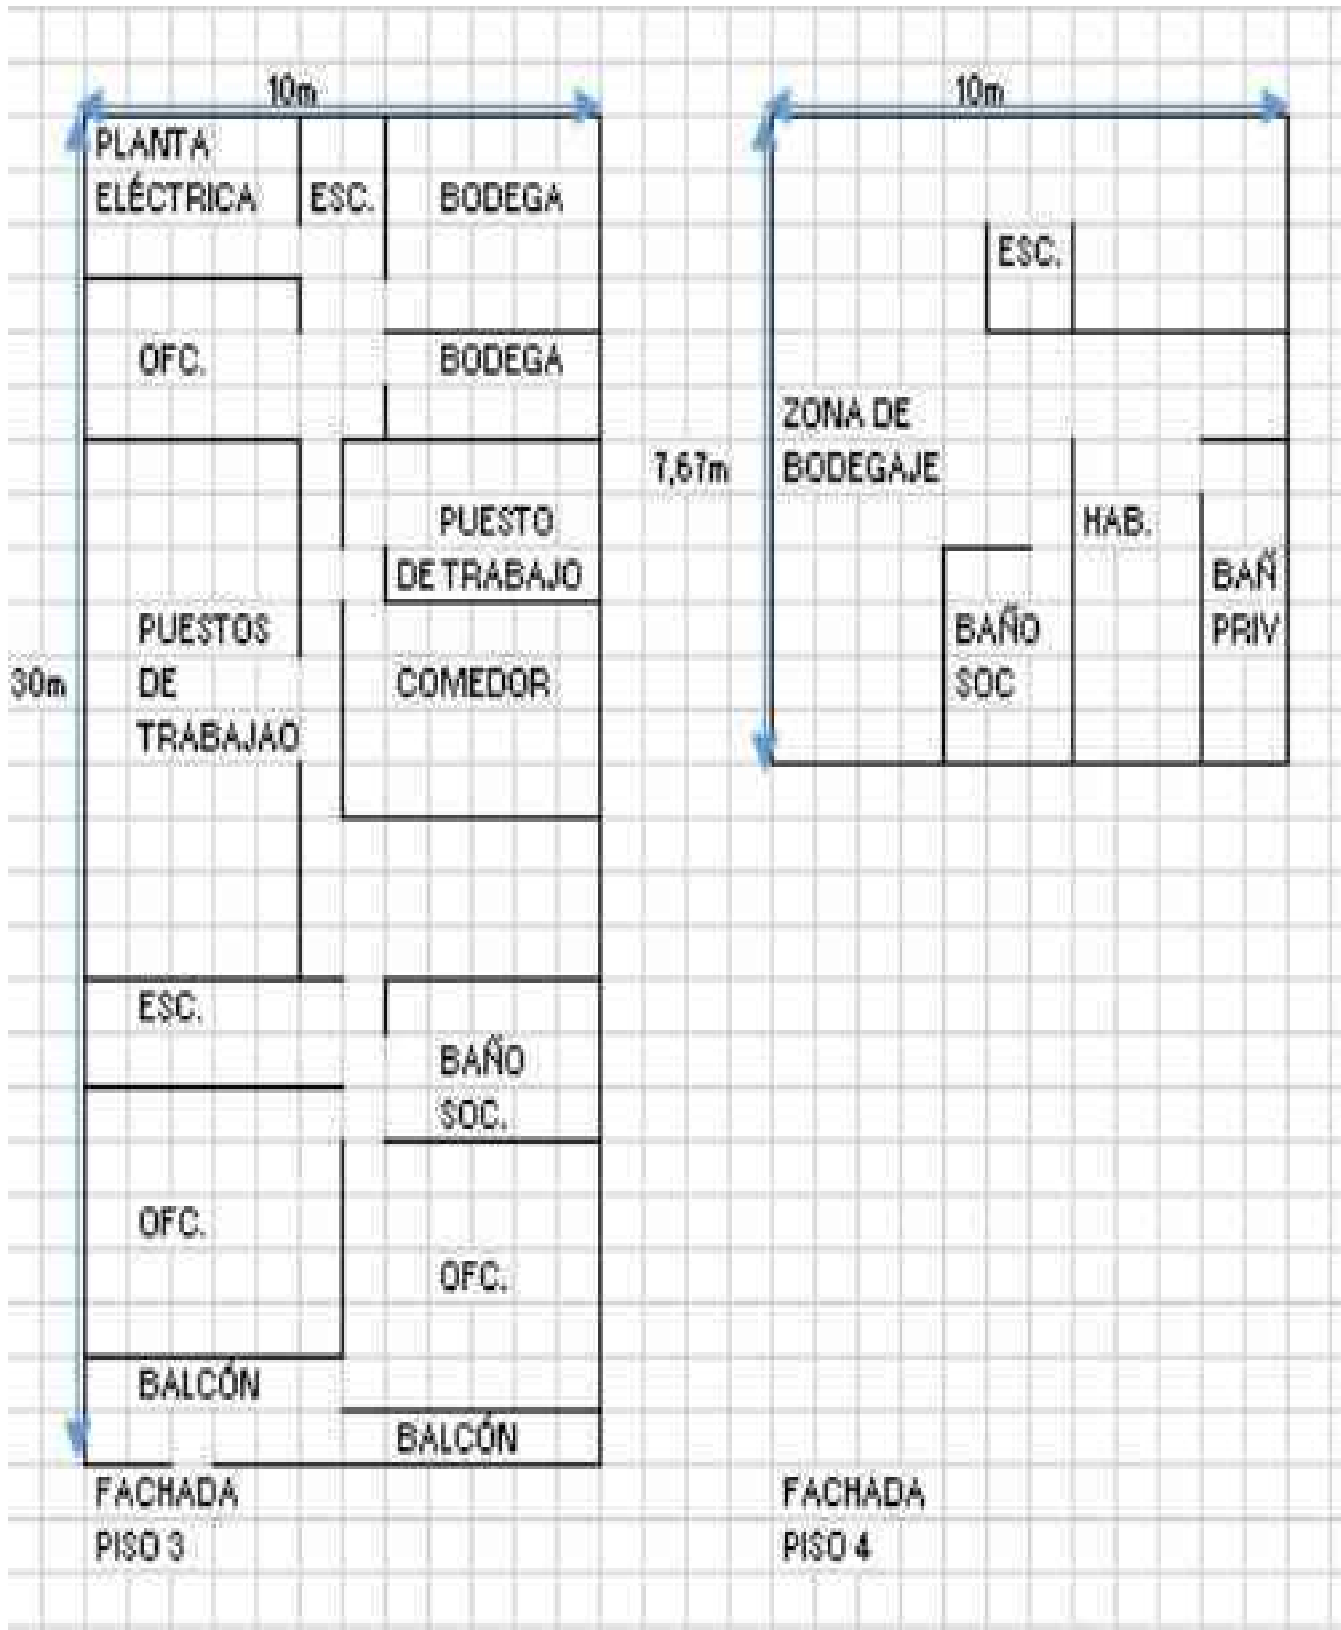 10m
PLANTA
ELÉCTRICA
ESC.
BODEGA
OFC.
BODEGA
PUESTO
DE TRABAJO
PUESTOS
DE
TRABAJAO
30m
COMEDOR
ESC.
BAÑO
SOC.
OFC.
OFC.
BALCÓN
BALCÓN
FACHADA
PISO 3
10m
ESC.
7,67m
ZONA DE
BODEGAJE
HAB.
BAÑ
PRIV
BAÑO
SOC
FACHADA
PISO 4